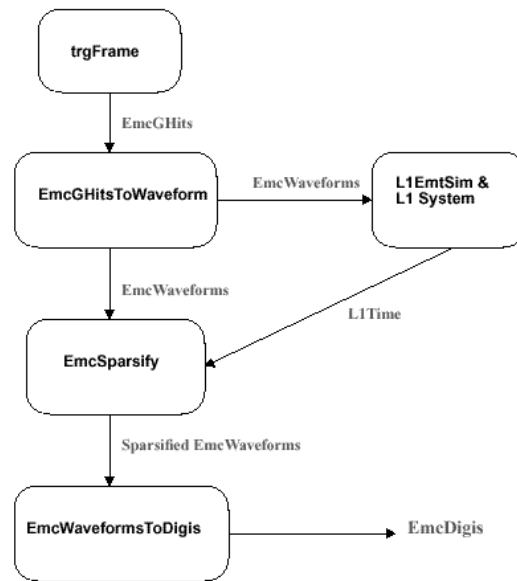 trgFrame
EmcGHits
EmcGHitsToWaveform
EmcWaveforms
L1EmtSim &
L1 System
EmcWaveforms
L1Time
EmcSparsify
Sparsified EmcWaveforms
EmcWaveformsToDigis
EmcDigis